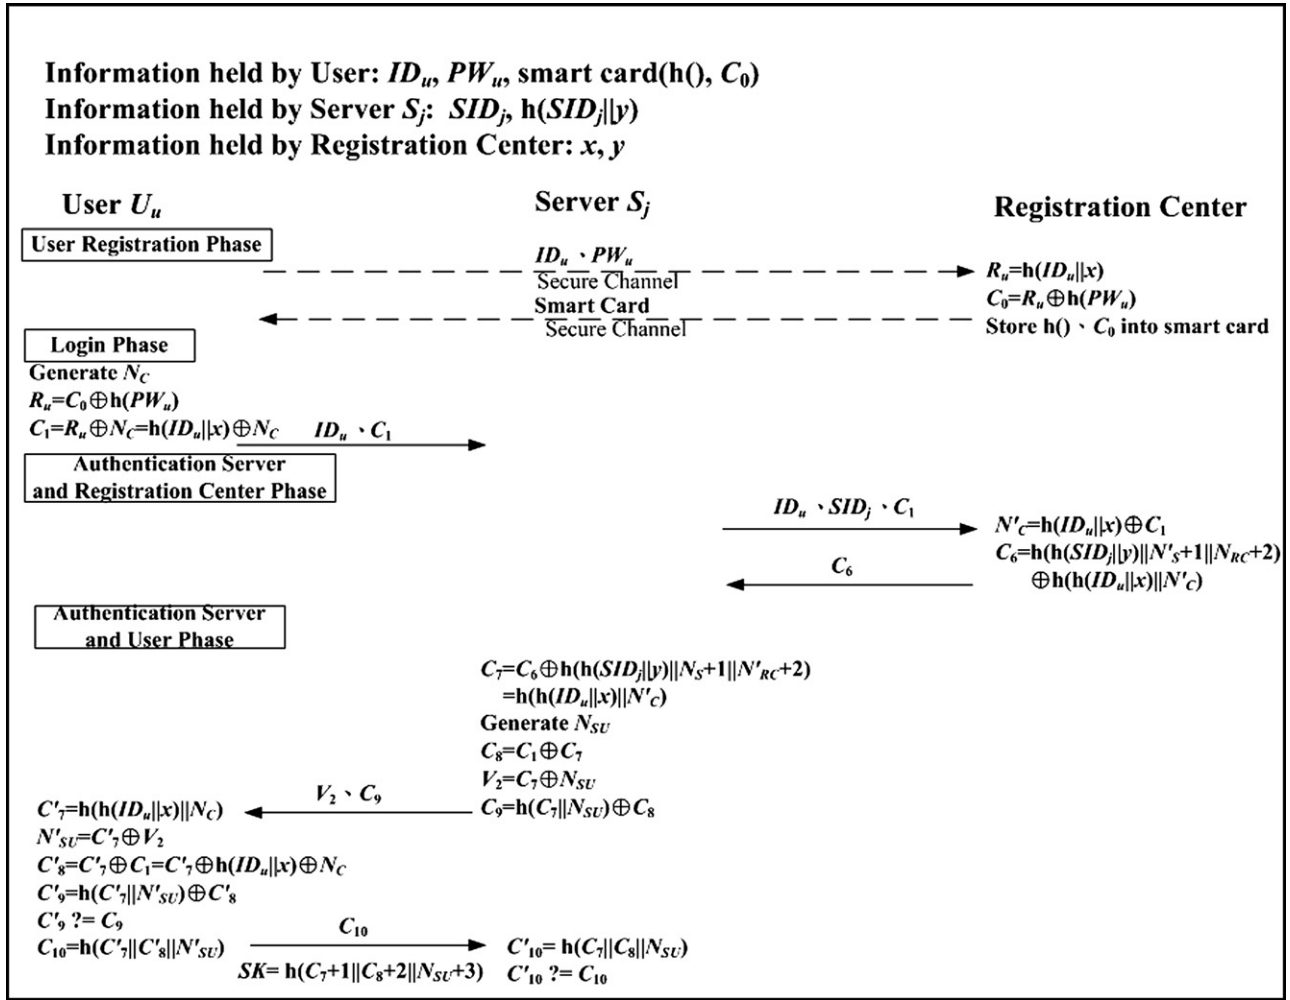 Information held by User: IDu, PWu, smart card(h(), C0)
Information held by Server Sj: SIDj, h(SIDj||y)
Information held by Registration Center: x, y
User Uu
Server Sj
Registration Center
User Registration Phase
IDu、PWu
Secure Channel
Ru=h(IDu||x)
C0=Ru⊕h(PWu)
Store h()、C0 into smart card
Smart Card
Secure Channel
Login Phase
Generate NC
Ru=C0⊕h(PWu)
C1=Ru⊕NC=h(IDu||x)⊕NC
IDu、C1
Authentication Server
and Registration Center Phase
IDu、SIDj、C1
N'C=h(IDu||x)⊕C1
C6=h(h(SIDj||y)||N'S+1||NRC+2)
⊕h(h(IDu||x)||N'C)
C6
Authentication Server
and User Phase
C7=C6⊕h(h(SIDj||y)||NS+1||N'RC+2)
=h(h(IDu||x)||N'C)
Generate NSU
C8=C1⊕C7
V2=C7⊕NSU
C9=h(C7||NSU)⊕C8
V2、C9
C'7=h(h(IDu||x)||NC)
N'SU=C'7⊕V2
C'8=C'7⊕C1=C'7⊕h(IDu||x)⊕NC
C'9=h(C'7||N'SU)⊕C'8
C'9 ?= C9
C10=h(C'7||C'8||N'SU)
C10
SK= h(C7+1||C8+2||NSU+3)
C'10= h(C7||C8||NSU)
C'10 ?= C10